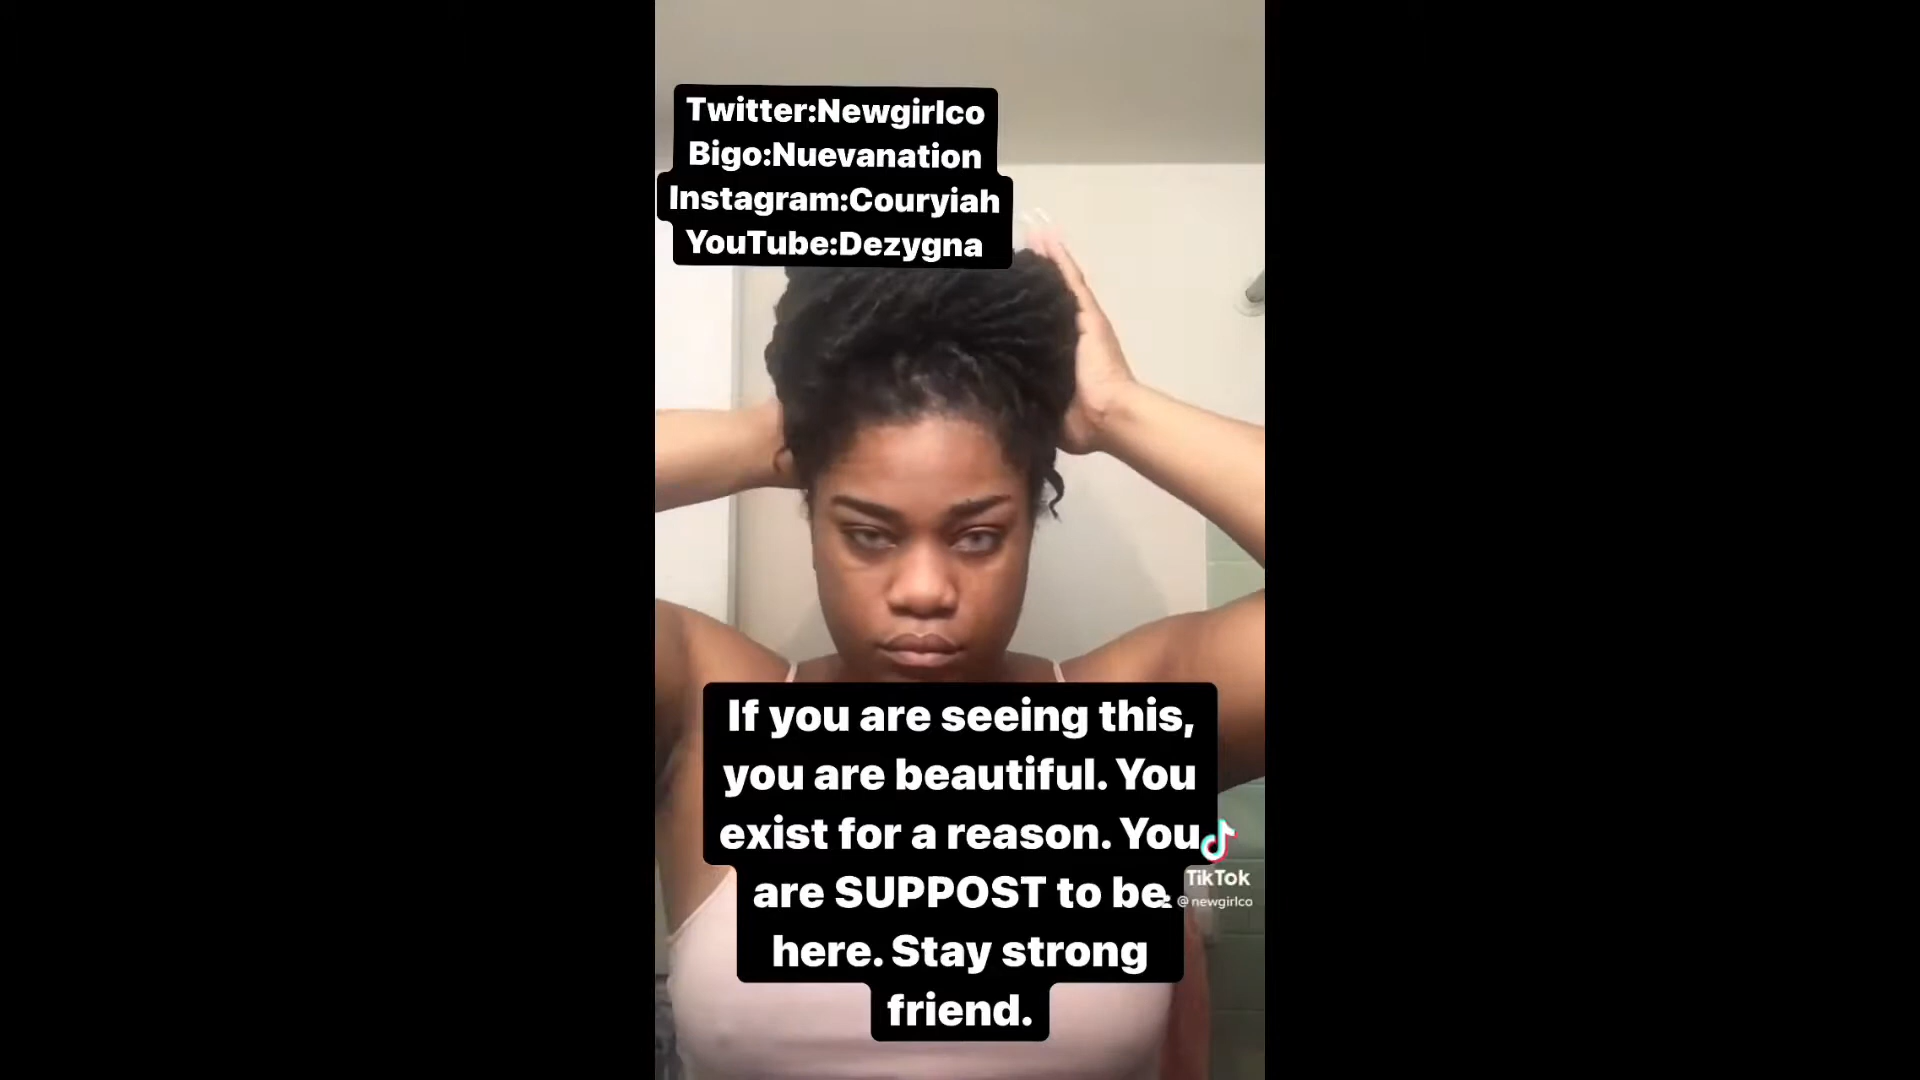 Twitter:Newgirlco
Bigo:Nuevanation
Instagram:Couryiah
YouTube:Dezygna
If you are seeing this,
you are beautiful. You
exist for a reason. You
are SUPPOST to be
here. Stay strong
friend.
TikTok
@newgirlco